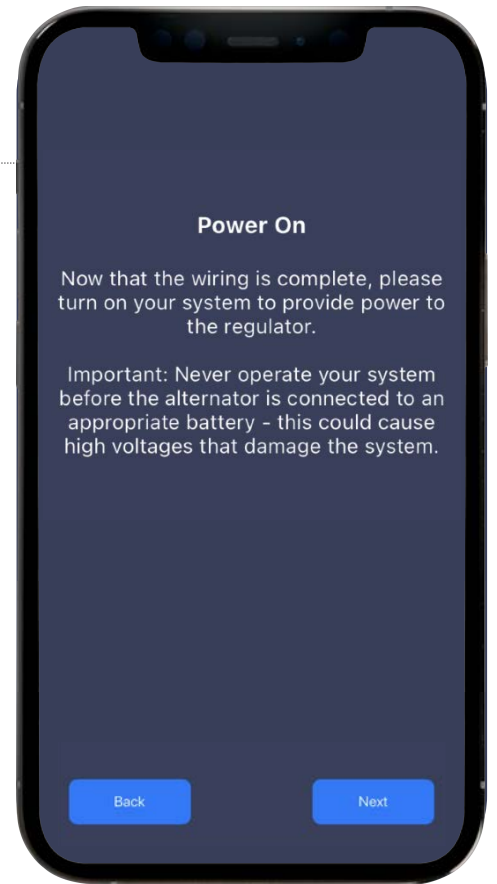 Power On
Now that the wiring is complete, please
turn on your system to provide power to
the regulator.
Important: Never operate your system
before the alternator is connected to an
appropriate battery - this could cause
high voltages that damage the system.
Back
Next